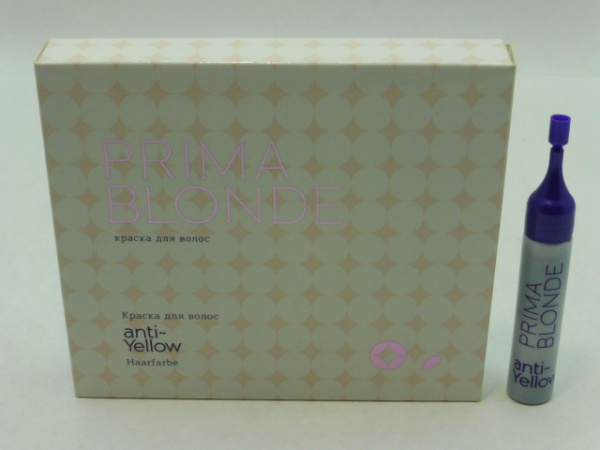 PRIMA
BLONDE
краска для волос
Краска для волос
anti-
Yellow
Haarfarbe
PRIMA
BLONDE
anti-
Yellow